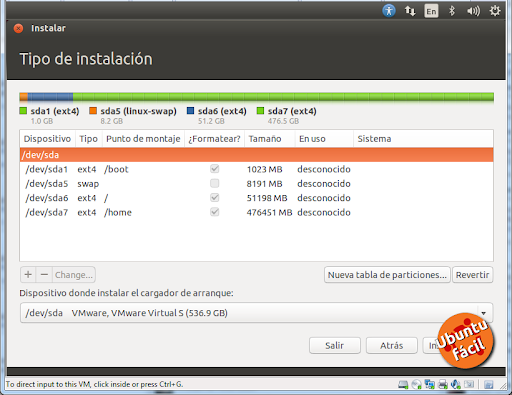 En
Instalar
Tipo de instalación
sda1 (ext4) sda5 (linux-swap) sda6 (ext4) sda7 (ext4)
1.0 GB 8.2 GB 51.2 GB 476.5 GB
Dispositivo Tipo Punto de montaje ¿Formatear? Tamaño En uso Sistema
/dev/sda
/dev/sda1 ext4 /boot 1023 MB desconocido
/dev/sda5 swap 8191 MB desconocido
/dev/sda6 ext4 / 51198 MB desconocido
/dev/sda7 ext4 /home 476451 MB desconocido
+ − Change... Nueva tabla de particiones... Revertir
Dispositivo donde instalar el cargador de arranque:
/dev/sda VMware, VMware Virtual S (536.9 GB)
Salir Atrás In
Ubuntu
Fácil
To direct input to this VM, click inside or press Ctrl+G.